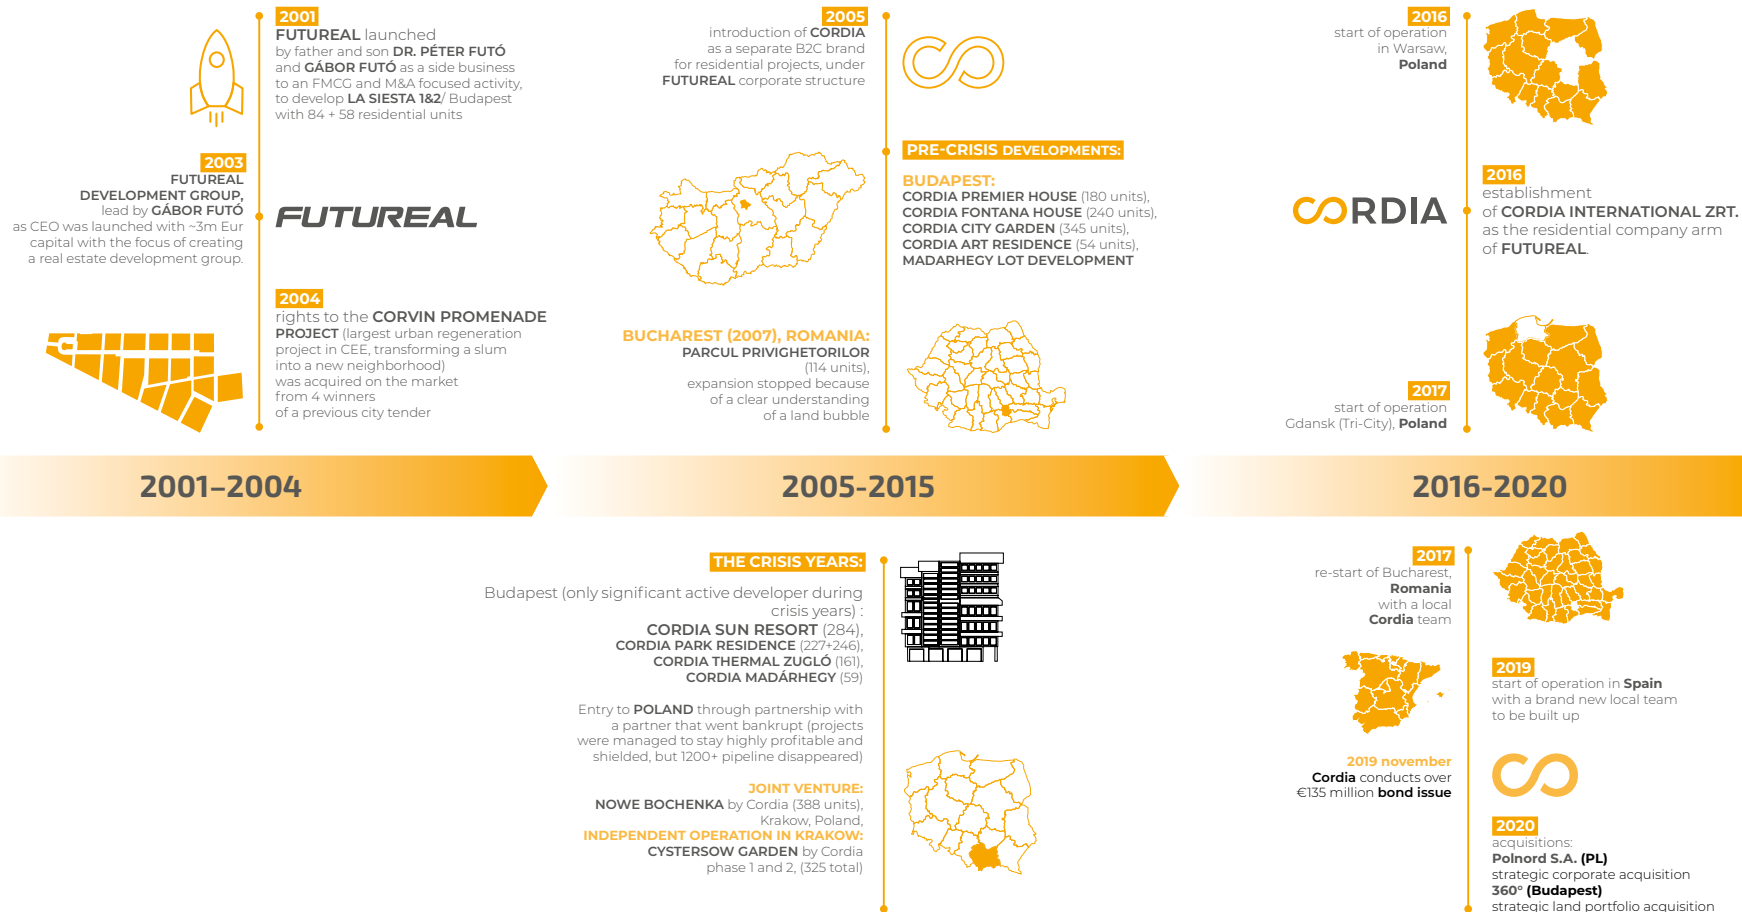 2001
FUTUREAL launched
by father and son DR. PÉTER FUTÓ
and GÁBOR FUTÓ as a side business
to an FMCG and M&A focused activity,
to develop LA SIESTA 1&2/ Budapest
with 84 + 58 residential units
2003
FUTUREAL
DEVELOPMENT GROUP,
lead by GÁBOR FUTÓ
as CEO was launched with ~3m Eur
capital with the focus of creating
a real estate development group.
FUTUREAL
2004
rights to the CORVIN PROMENADE
PROJECT (largest urban regeneration
project in CEE, transforming a slum
into a new neighborhood)
was acquired on the market
from 4 winners
of a previous city tender
2005
introduction of CORDIA
as a separate B2C brand
for residential projects, under
FUTUREAL corporate structure
PRE-CRISIS DEVELOPMENTS:
BUDAPEST:
CORDIA PREMIER HOUSE (180 units),
CORDIA FONTANA HOUSE (240 units),
CORDIA CITY GARDEN (345 units),
CORDIA ART RESIDENCE (54 units),
MADARHEGY LOT DEVELOPMENT
BUCHAREST (2007), ROMANIA:
PARCUL PRIVIGHETORILOR
(114 units),
expansion stopped because
of a clear understanding
of a land bubble
2016
start of operation
in Warsaw,
Poland
CORDIA
2016
establishment
of CORDIA INTERNATIONAL ZRT.
as the residential company arm
of FUTUREAL.
2017
start of operation
Gdansk (Tri-City), Poland
2001–2004
2005-2015
2016-2020
THE CRISIS YEARS:
Budapest (only significant active developer during
crisis years) :
CORDIA SUN RESORT (284),
CORDIA PARK RESIDENCE (227+246),
CORDIA THERMAL ZUGLÓ (161),
CORDIA MADÁRHEGY (59)
Entry to POLAND through partnership with
a partner that went bankrupt (projects
were managed to stay highly profitable and
shielded, but 1200+ pipeline disappeared)
JOINT VENTURE:
NOWE BOCHENKA by Cordia (388 units),
Krakow, Poland,
INDEPENDENT OPERATION IN KRAKOW:
CYSTERSOW GARDEN by Cordia
phase 1 and 2, (325 total)
2017
re-start of Bucharest,
Romania
with a local
Cordia team
2019
start of operation in Spain
with a brand new local team
to be built up
2019 november
Cordia conducts over
€135 million bond issue
2020
acquisitions:
Polnord S.A. (PL)
strategic corporate acquisition
360° (Budapest)
strategic land portfolio acquisition